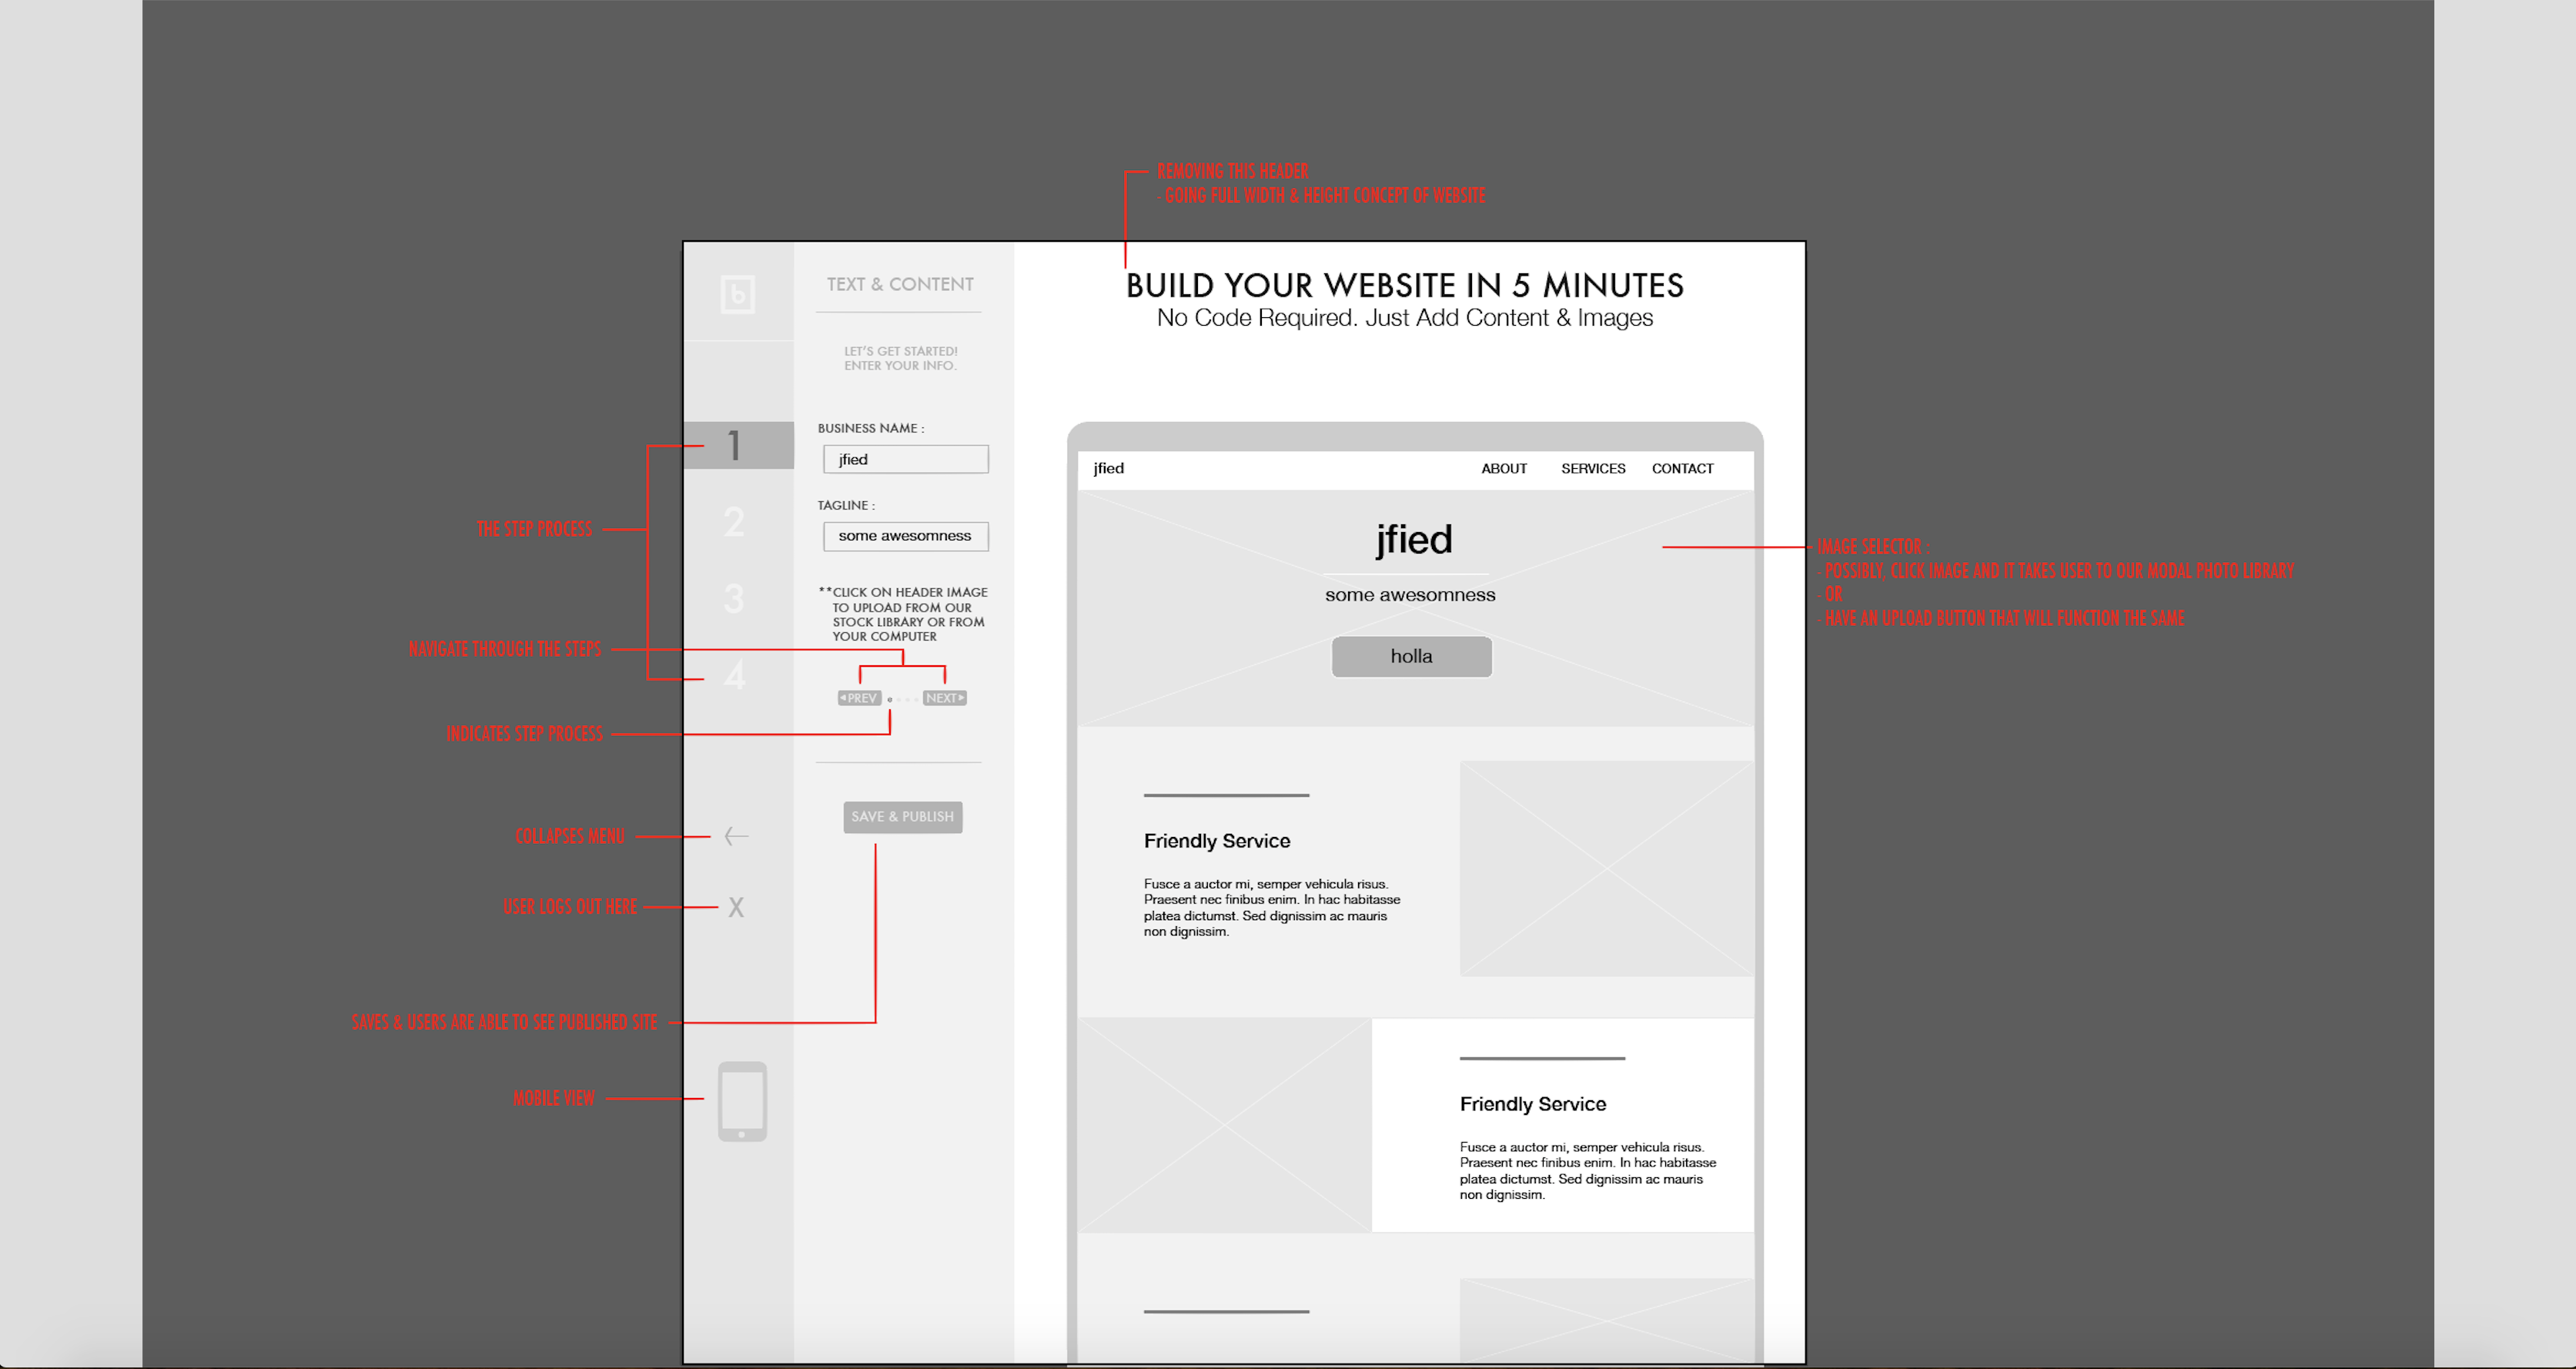 REMOVING THIS HEADER
- GOING FULL WIDTH & HEIGHT CONCEPT OF WEBSITE
b
TEXT & CONTENT
LET'S GET STARTED!
ENTER YOUR INFO.
BUILD YOUR WEBSITE IN 5 MINUTES
No Code Required. Just Add Content & Images
1
2
3
4
BUSINESS NAME :
jfied
TAGLINE :
some awesomness
**CLICK ON HEADER IMAGE
TO UPLOAD FROM OUR
STOCK LIBRARY OR FROM
YOUR COMPUTER
PREV
NEXT
SAVE & PUBLISH
X
THE STEP PROCESS
NAVIGATE THROUGH THE STEPS
INDICATES STEP PROCESS
COLLAPSES MENU
USER LOGS OUT HERE
SAVES & USERS ARE ABLE TO SEE PUBLISHED SITE
MOBILE VIEW
jfied
ABOUT SERVICES CONTACT
jfied
some awesomness
holla
IMAGE SELECTOR :
- POSSIBLY, CLICK IMAGE AND IT TAKES USER TO OUR MODAL PHOTO LIBRARY
- OR
- HAVE AN UPLOAD BUTTON THAT WILL FUNCTION THE SAME
Friendly Service
Fusce a auctor mi, semper vehicula risus.
Praesent nec finibus enim. In hac habitasse
platea dictumst. Sed dignissim ac mauris
non dignissim.
Friendly Service
Fusce a auctor mi, semper vehicula risus.
Praesent nec finibus enim. In hac habitasse
platea dictumst. Sed dignissim ac mauris
non dignissim.